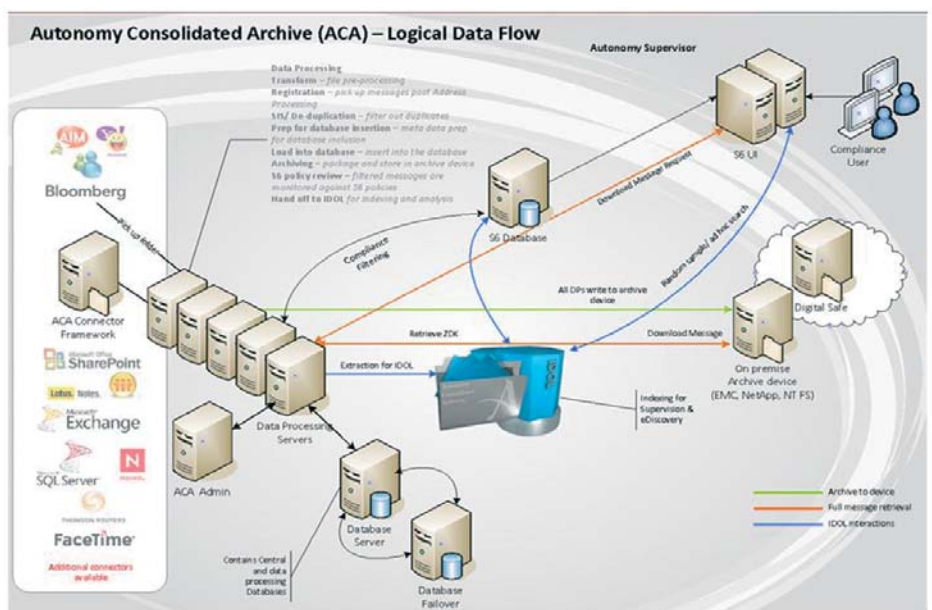 Autonomy Consolidated Archive (ACA) – Logical Data Flow
Autonomy Supervisor
Data Processing
Transform – file pre-processing
Registration – pick up messages post Address
Processing
SIS/ De-duplication – filter out duplicates
Prep for database insertion – meta data prep
for database inclusion
Load into database – insert into the database
Archiving – package and store in archive device
S6 policy review – filtered messages are
monitored against S6 policies
Hand off to IDOL for indexing and analysis
AIM
Y!
Bloomberg
Pick up folder
ACA Connector
Framework
Microsoft Office
SharePoint
Lotus. Notes.
Microsoft
Exchange
Microsoft
SQL Server
N
NOVELL
THOMSON REUTERS
FaceTime
Additional connectors
available
S6 UI
Compliance
User
Download Message Request
S6 Database
Compliance
Filtering
Random sample/ ad hoc search
All DPs write to archive
device
Digital Safe
Retrieve ZDK
Download Message
Extraction for IDOL
IDOL
On premise
Archive device
(EMC, NetApp, NT FS)
Indexing for
Supervision &
eDiscovery
Data Processing
Servers
ACA Admin
Database
Server
Contains Central
and data
processing
Databases
Database
Failover
Archive to device
Full message retrieval
IDOL interactions